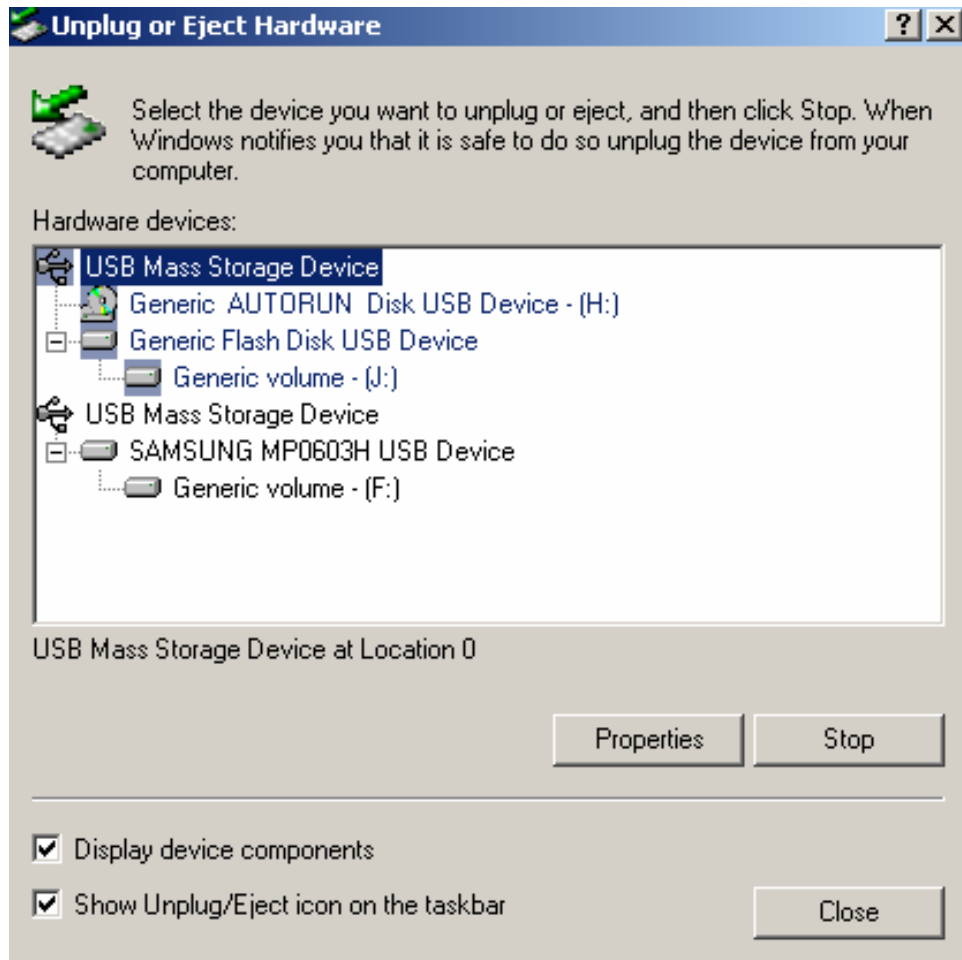 Unplug or Eject Hardware
Select the device you want to unplug or eject, and then click Stop. When
Windows notifies you that it is safe to do so unplug the device from your
computer.
Hardware devices:
USB Mass Storage Device
Generic AUTORUN Disk USB Device - (H:)
Generic Flash Disk USB Device
Generic volume - (J:)
USB Mass Storage Device
SAMSUNG MP0603H USB Device
Generic volume - (F:)
USB Mass Storage Device at Location 0
Properties
Stop
Display device components
Show Unplug/Eject icon on the taskbar
Close